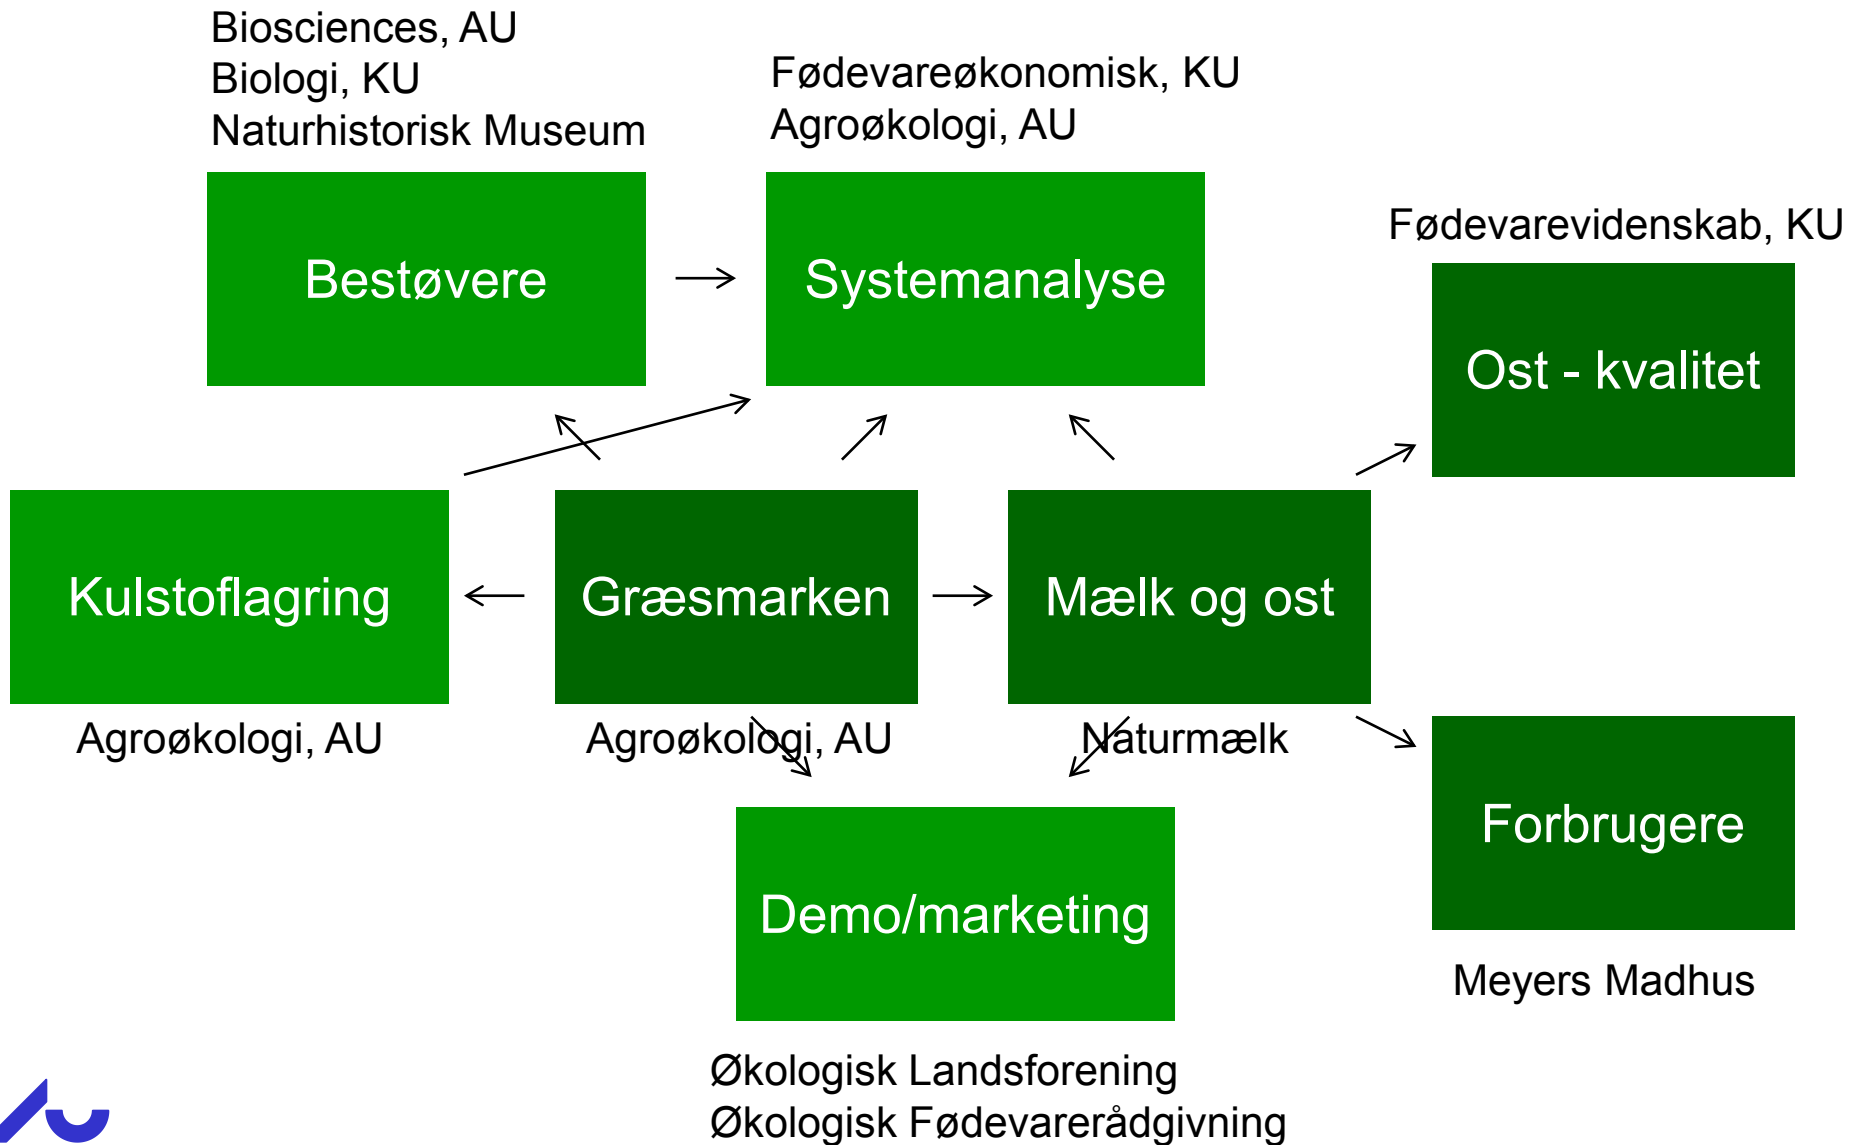 Biosciences, AU
Biologi, KU
Naturhistorisk Museum
Fødevareøkonomisk, KU
Agroøkologi, AU
Fødevarevidenskab, KU
Bestøvere
Systemanalyse
Ost - kvalitet
Kulstoflagring
Græsmarken
Mælk og ost
Agroøkologi, AU
Agroøkologi, AU
Naturmælk
Forbrugere
Demo/marketing
Meyers Madhus
Økologisk Landsforening
Økologisk Fødevarerådgivning